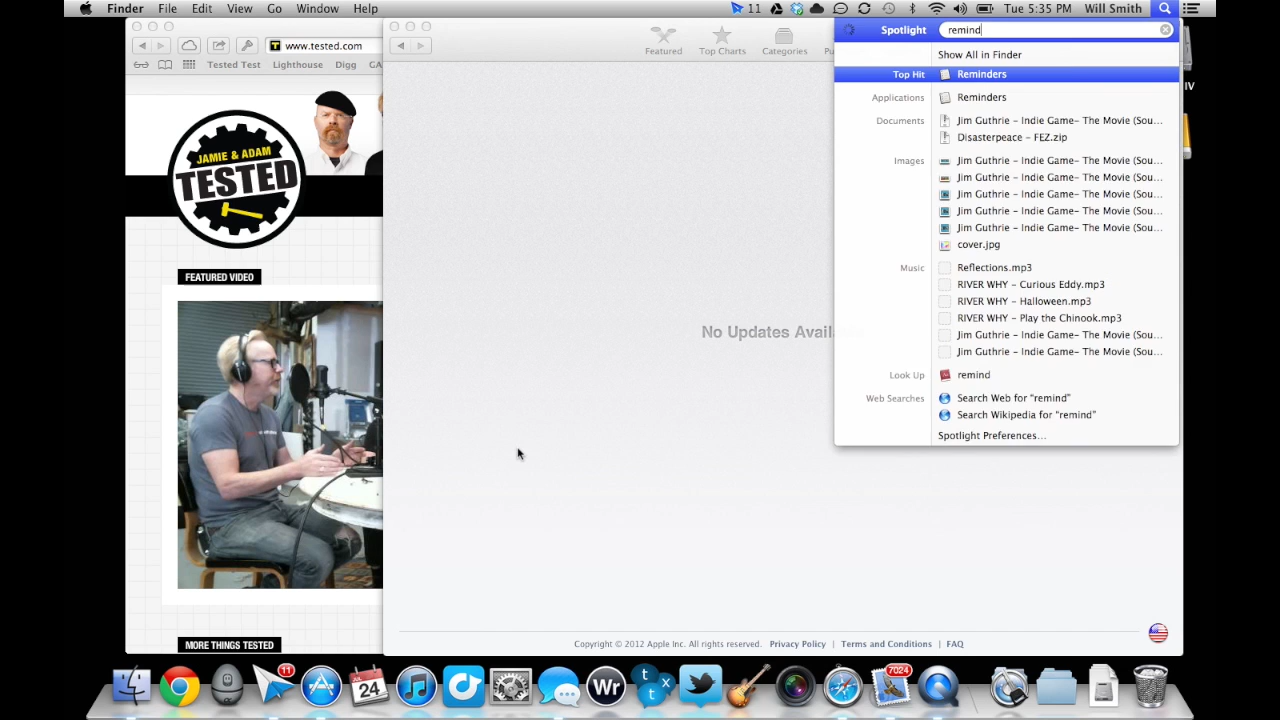 Finder File Edit View Go Window Help
11 Tue 5:35 PM Will Smith
www.tested.com
Tested Test Lighthouse Digg GA
Featured Top Charts Categories Pu
JAMIE & ADAM
TESTED
FEATURED VIDEO
MORE THINGS TESTED
No Updates Avail
Copyright © 2012 Apple Inc. All rights reserved. Privacy Policy | Terms and Conditions | FAQ
Spotlight remind
Show All in Finder
Top Hit Reminders
Applications Reminders
Documents Jim Guthrie – Indie Game– The Movie (Sou...
Disasterpeace – FEZ.zip
Images Jim Guthrie – Indie Game– The Movie (Sou...
Jim Guthrie – Indie Game– The Movie (Sou...
Jim Guthrie – Indie Game– The Movie (Sou...
Jim Guthrie – Indie Game– The Movie (Sou...
Jim Guthrie – Indie Game– The Movie (Sou...
cover.jpg
Music Reflections.mp3
RIVER WHY – Curious Eddy.mp3
RIVER WHY – Halloween.mp3
RIVER WHY – Play the Chinook.mp3
Jim Guthrie – Indie Game– The Movie (Sou...
Jim Guthrie – Indie Game– The Movie (Sou...
Look Up remind
Web Searches Search Web for "remind"
Search Wikipedia for "remind"
Spotlight Preferences...
IV
11
JUL
24
Wr
t
t
x
7024